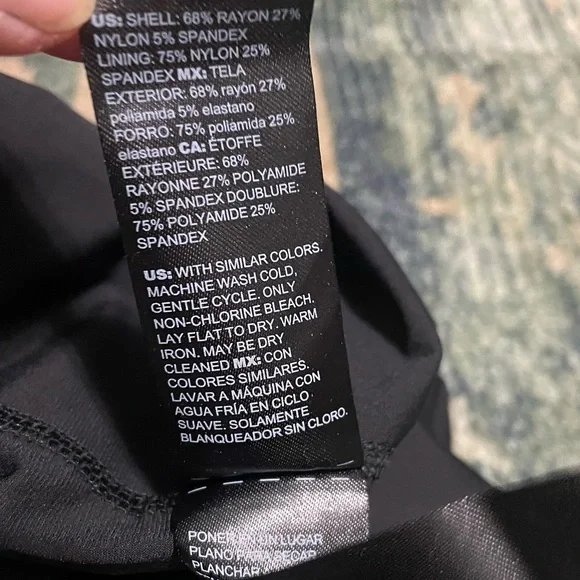 US: SHELL: 68% RAYON 27%
NYLON 5% SPANDEX
LINING: 75% NYLON 25%
SPANDEX MX: TELA
EXTERIOR: 68% rayón 27%
poliamida 5% elastano
FORRO: 75% poliamida 25%
elastano CA: ÉTOFFE
EXTÉRIEURE: 68%
RAYONNE 27% POLYAMIDE
5% SPANDEX DOUBLURE:
75% POLYAMIDE 25%
SPANDEX
US: WITH SIMILAR COLORS.
MACHINE WASH COLD,
GENTLE CYCLE. ONLY
NON-CHLORINE BLEACH.
LAY FLAT TO DRY. WARM
IRON. MAY BE DRY
CLEANED MX: CON
COLORES SIMILARES.
LAVAR A MÁQUINA CON
AGUA FRÍA EN CICLO
SUAVE. SOLAMENTE
BLANQUEADOR SIN CLORO.
PONER EN UN LUGAR
PLANO PARA SECAR
PLANCHAR